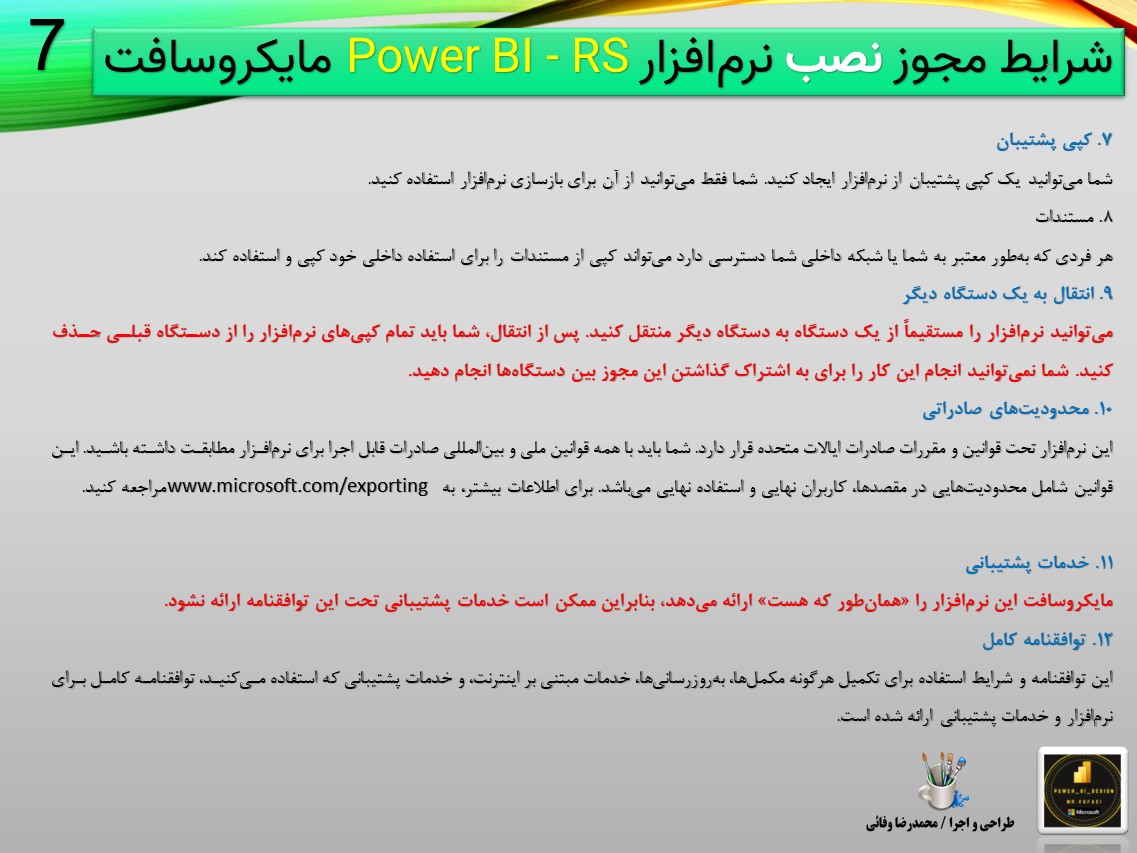 7
شرایط مجوز نصب نرم‌افزار Power BI - RS مایکروسافت
۷. کپی پشتیبان
شما می‌توانید یک کپی پشتیبان از نرم‌افزار ایجاد کنید. شما فقط می‌توانید از آن برای بازسازی نرم‌افزار استفاده کنید.
۸. مستندات
هر فردی که به‌طور معتبر به شما یا شبکه داخلی شما دسترسی دارد می‌تواند کپی از مستندات را برای استفاده داخلی خود کپی و استفاده کند.
۹. انتقال به یک دستگاه دیگر
می‌توانید نرم‌افزار را مستقیماً از یک دستگاه به دستگاه دیگر منتقل کنید. پس از انتقال، شما باید تمام کپی‌های نرم‌افزار را از دستگاه قبلی حذف
کنید. شما نمی‌توانید انجام این کار را برای به اشتراک گذاشتن این مجوز بین دستگاه‌ها انجام دهید.
۱۰. محدودیت‌های صادراتی
این نرم‌افزار تحت قوانین و مقررات صادرات ایالات متحده قرار دارد. شما باید با همه قوانین ملی و بین‌المللی صادرات قابل اجرا برای نرم‌افزار مطابقت داشته باشید. این
قوانین شامل محدودیت‌هایی در مقصدها، کاربران نهایی و استفاده نهایی می‌باشد. برای اطلاعات بیشتر، به www.microsoft.com/exportingمراجعه کنید.
۱۱. خدمات پشتیبانی
مایکروسافت این نرم‌افزار را «همان‌طور که هست» ارائه می‌دهد، بنابراین ممکن است خدمات پشتیبانی تحت این توافقنامه ارائه نشود.
۱۲. توافقنامه کامل
این توافقنامه و شرایط استفاده برای تکمیل هرگونه مکمل‌ها، به‌روزرسانی‌ها، خدمات مبتنی بر اینترنت، و خدمات پشتیبانی که استفاده می‌کنید، توافقنامه کامل برای
نرم‌افزار و خدمات پشتیبانی ارائه شده است.
طراحی و اجرا / محمدرضا وفائی
POWER_BI_DESIGN
MR.VAFAEI
Microsoft